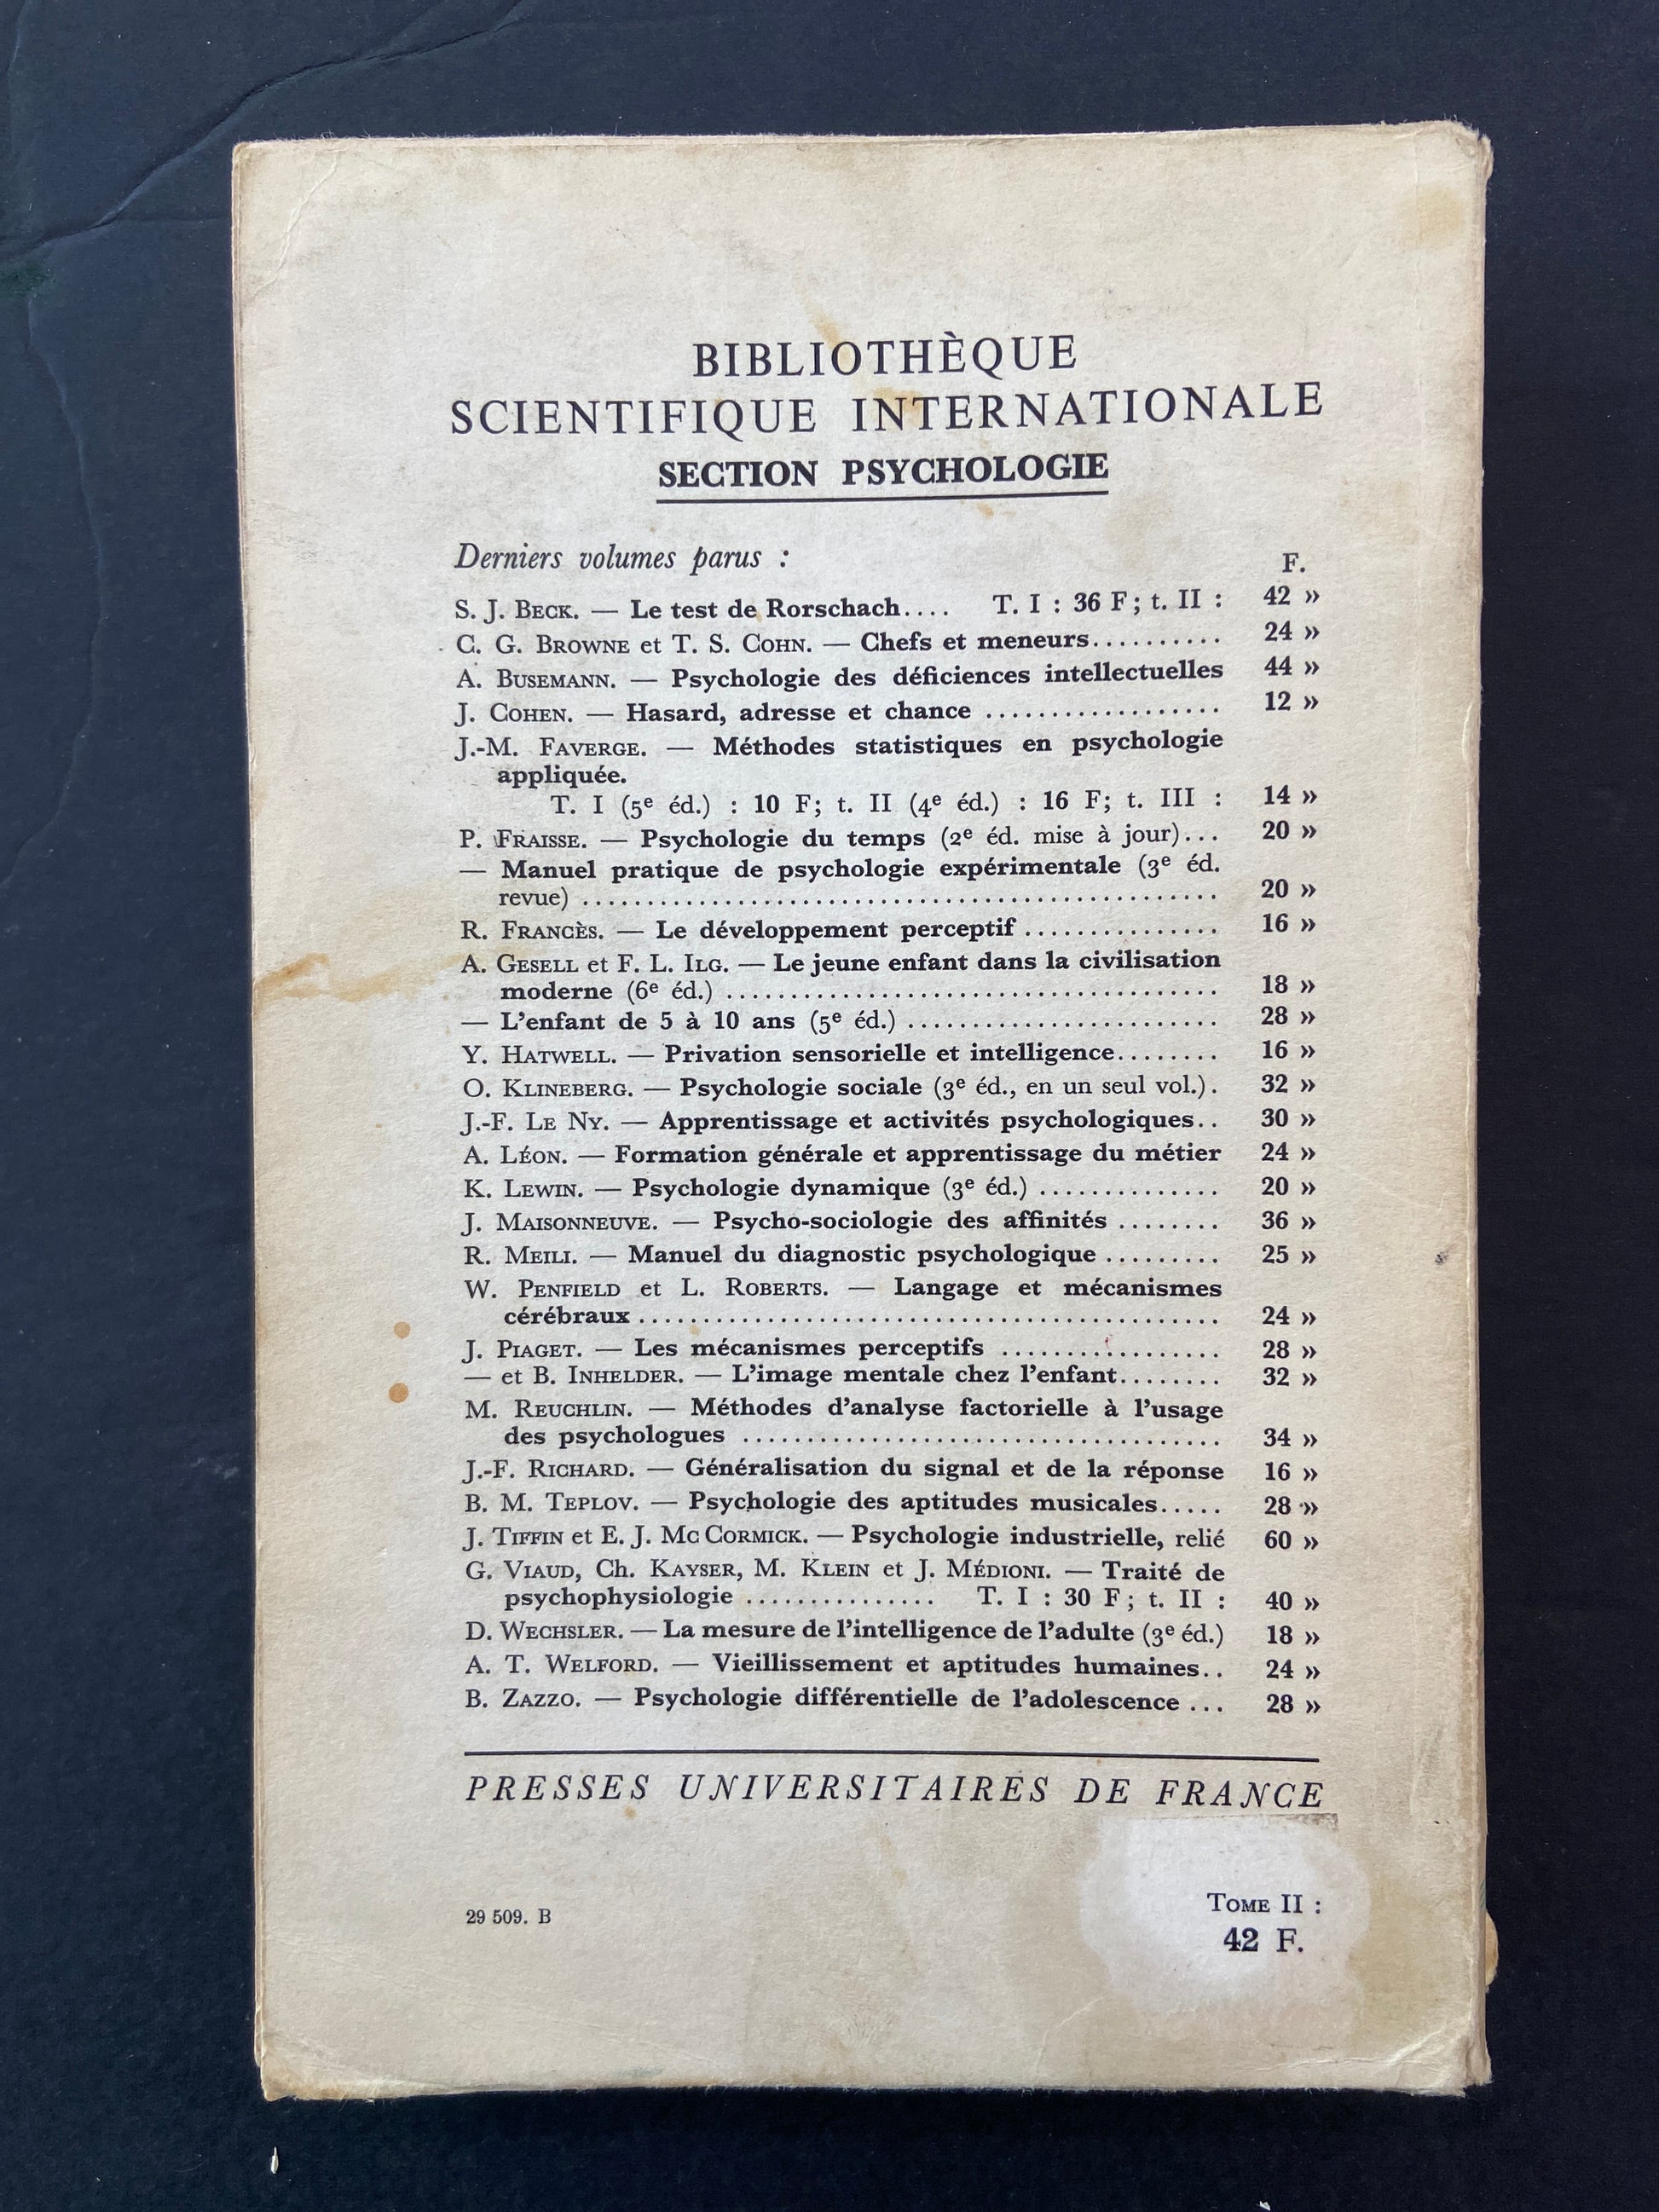 BIBLIOTHÈQUE
SCIENTIFIQUE INTERNATIONALE
SECTION PSYCHOLOGIE
Derniers volumes parus :
F.
S. J. BECK. — Le test de Rorschach.... T. I : 36 F; t. II : 42 »
C. G. BROWNE et T. S. COHN. — Chefs et meneurs.......... 24 »
A. BUSEMANN. — Psychologie des déficiences intellectuelles 44 »
J. COHEN. — Hasard, adresse et chance .................. 12 »
J.-M. FAVERGE. — Méthodes statistiques en psychologie
appliquée.
T. I (5e éd.) : 10 F; t. II (4e éd.) : 16 F; t. III : 14 »
P. FRAISSE. — Psychologie du temps (2e éd. mise à jour)... 20 »
— Manuel pratique de psychologie expérimentale (3e éd.
revue) ................................................. 20 »
R. FRANCÈS. — Le développement perceptif ............... 16 »
A. GESELL et F. L. ILG. — Le jeune enfant dans la civilisation
moderne (6e éd.) ...................................... 18 »
— L'enfant de 5 à 10 ans (5e éd.) ........................ 28 »
Y. HATWELL. — Privation sensorielle et intelligence........ 16 »
O. KLINEBERG. — Psychologie sociale (3e éd., en un seul vol.). 32 »
J.-F. LE NY. — Apprentissage et activités psychologiques.. 30 »
A. LÉON. — Formation générale et apprentissage du métier 24 »
K. LEWIN. — Psychologie dynamique (3e éd.) .............. 20 »
J. MAISONNEUVE. — Psycho-sociologie des affinités ........ 36 »
R. MEILI. — Manuel du diagnostic psychologique ......... 25 »
W. PENFIELD et L. ROBERTS. — Langage et mécanismes
cérébraux ............................................. 24 »
J. PIAGET. — Les mécanismes perceptifs ................. 28 »
— et B. INHELDER. — L'image mentale chez l'enfant........ 32 »
M. REUCHLIN. — Méthodes d'analyse factorielle à l'usage
des psychologues ..................................... 34 »
J.-F. RICHARD. — Généralisation du signal et de la réponse 16 »
B. M. TEPLOV. — Psychologie des aptitudes musicales..... 28 »
J. TIFFIN et E. J. MC CORMICK. — Psychologie industrielle, relié 60 »
G. VIAUD, Ch. KAYSER, M. KLEIN et J. MÉDIONI. — Traité de
psychophysiologie ............... T. I : 30 F; t. II : 40 »
D. WECHSLER. — La mesure de l'intelligence de l'adulte (3e éd.) 18 »
A. T. WELFORD. — Vieillissement et aptitudes humaines.. 24 »
B. ZAZZO. — Psychologie différentielle de l'adolescence ... 28 »
PRESSES UNIVERSITAIRES DE FRANCE
29 509. B
TOME II :
42 F.